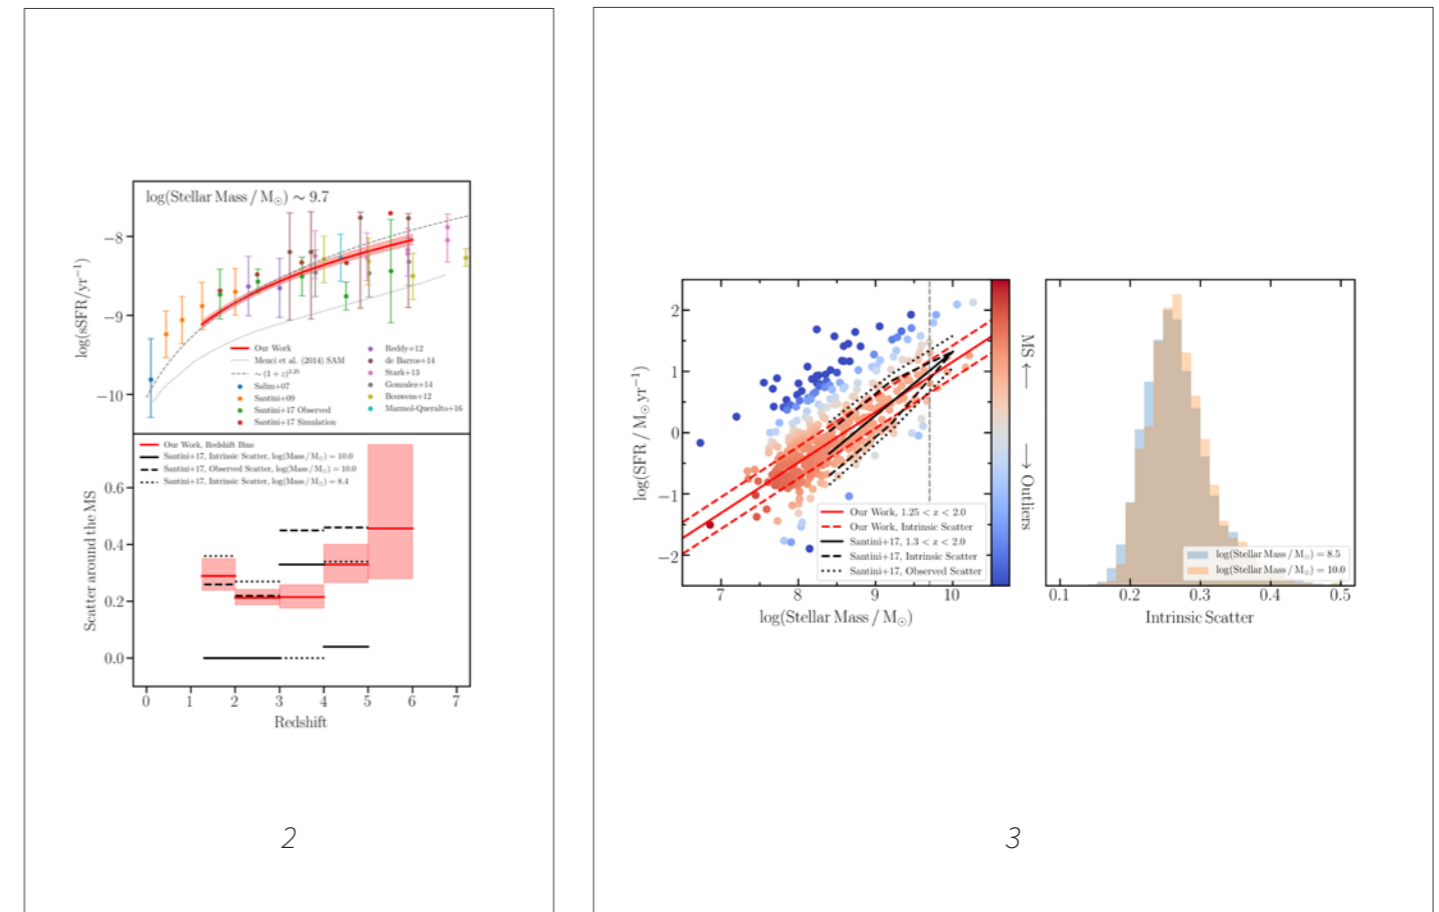 log(Stellar Mass / M⊙) ∼ 9.7
−8
−9
−10
log(sSFR/yr⁻¹)
Our Work
Menci et al. (2014) SAM
∼ (1 + z)^2.25
Salim+07
Santini+09
Santini+17 Observed
Santini+17 Simulation
Reddy+12
de Barros+14
Stark+13
Gonzalez+14
Bouwens+12
Marmol-Queralto+16
Our Work, Redshift Bins
Santini+17, Intrinsic Scatter, log(Mass/M⊙) = 10.0
Santini+17, Observed Scatter, log(Mass/M⊙) = 10.0
Santini+17, Intrinsic Scatter, log(Mass/M⊙) = 8.4
0.6
0.4
0.2
0.0
Scatter around the MS
0 1 2 3 4 5 6 7
Redshift
2
2
1
0
−1
−2
log(SFR / M⊙ yr⁻¹)
Our Work, 1.25 < z < 2.0
Our Work, Intrinsic Scatter
Santini+17, 1.3 < z < 2.0
Santini+17, Intrinsic Scatter
Santini+17, Observed Scatter
7 8 9 10
log(Stellar Mass / M⊙)
MS ←
→ Outliers
log(Stellar Mass / M⊙) = 8.5
log(Stellar Mass / M⊙) = 10.0
0.1 0.2 0.3 0.4 0.5
Intrinsic Scatter
3